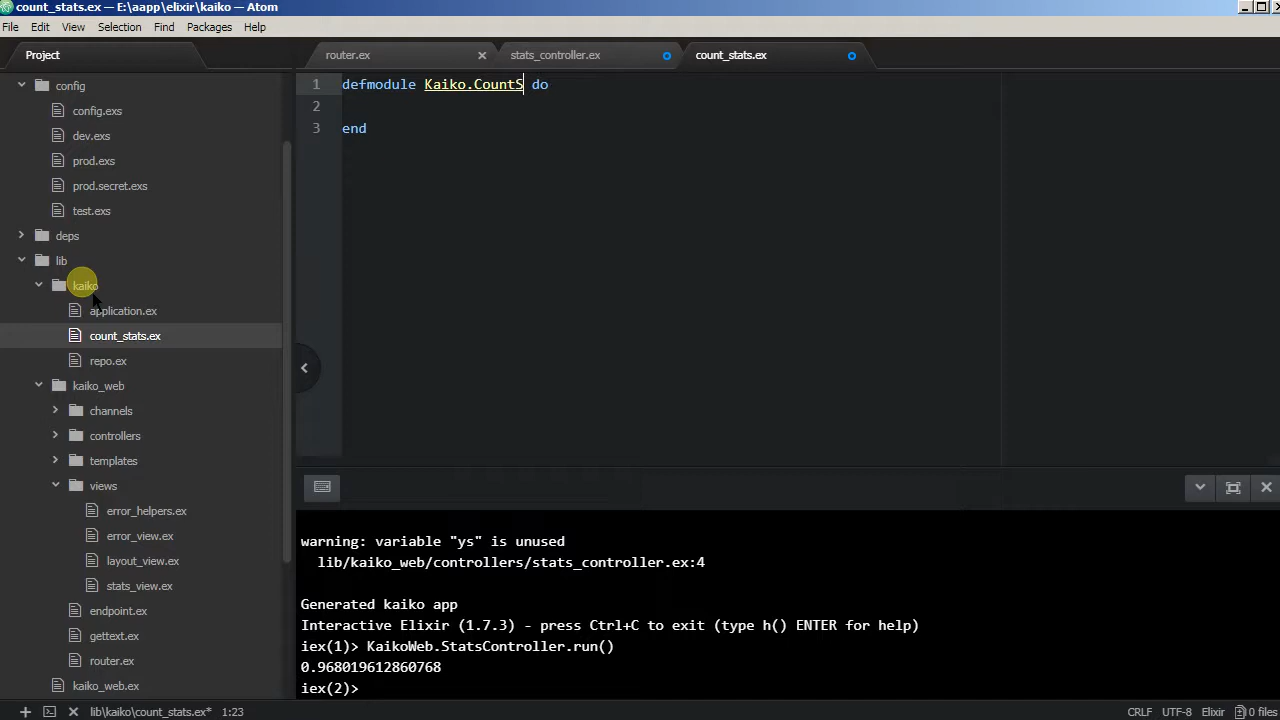 count_stats.ex — E:\aapp\elixir\kaiko — Atom
File Edit View Selection Find Packages Help
Project
router.ex
stats_controller.ex
count_stats.ex
config
config.exs
dev.exs
prod.exs
prod.secret.exs
test.exs
deps
lib
kaiko
application.ex
count_stats.ex
repo.ex
kaiko_web
channels
controllers
templates
views
error_helpers.ex
error_view.ex
layout_view.ex
stats_view.ex
endpoint.ex
gettext.ex
router.ex
kaiko_web.ex
1 defmodule Kaiko.CountS do
2
3 end
warning: variable "ys" is unused
lib/kaiko_web/controllers/stats_controller.ex:4
Generated kaiko app
Interactive Elixir (1.7.3) - press Ctrl+C to exit (type h() ENTER for help)
iex(1)> KaikoWeb.StatsController.run()
0.968019612860768
iex(2)>
lib\kaiko\count_stats.ex* 1:23
CRLF UTF-8 Elixir 0 files